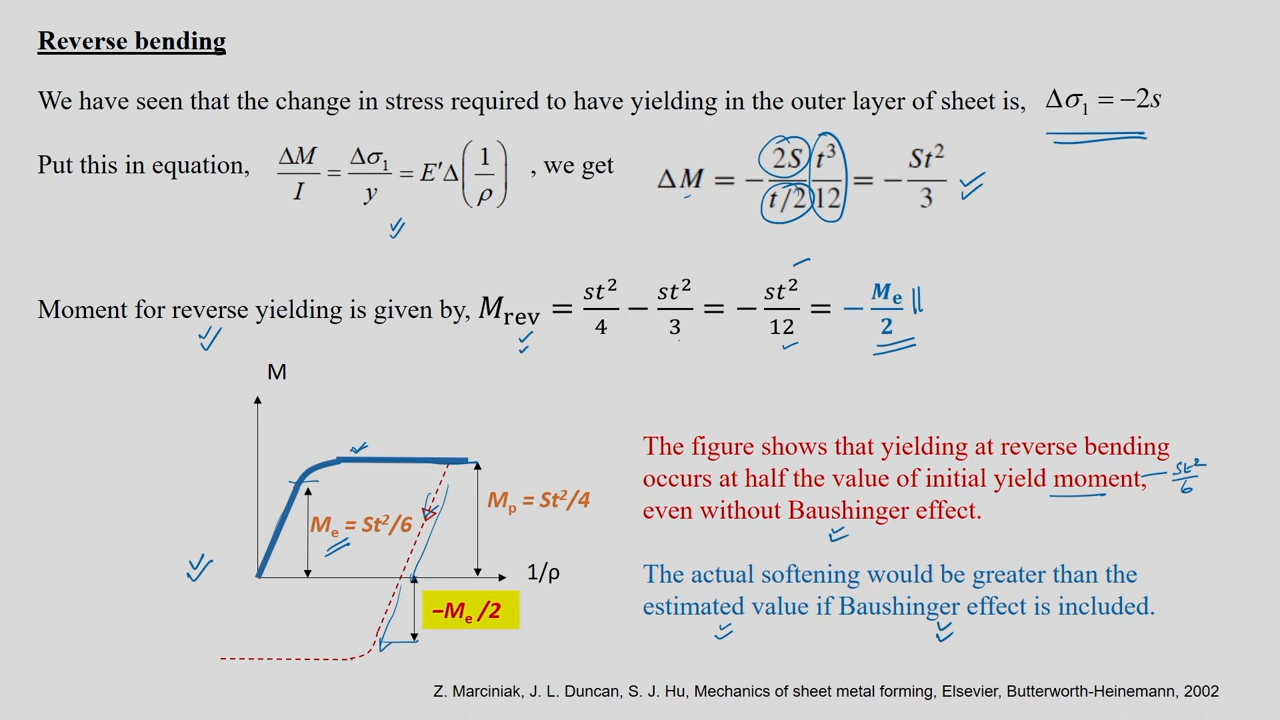 Reverse bending
We have seen that the change in stress required to have yielding in the outer layer of sheet is, Δσ₁ = −2s
Put this in equation, ΔM/I = Δσ₁/y = E′Δ(1/ρ) , we get ΔM = − 2S/(t/2) t³/12 = − St²/3
Moment for reverse yielding is given by, M_rev = st²/4 − st²/3 = − st²/12 = − Mₑ/2
M
Mₑ = St²/6
Mₚ = St²/4
1/ρ
−Mₑ /2
The figure shows that yielding at reverse bending
occurs at half the value of initial yield moment, − st²/6
even without Baushinger effect.
The actual softening would be greater than the
estimated value if Baushinger effect is included.
Z. Marciniak, J. L. Duncan, S. J. Hu, Mechanics of sheet metal forming, Elsevier, Butterworth-Heinemann, 2002